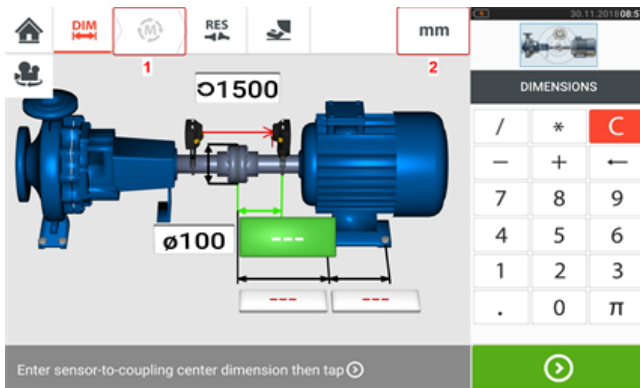 DIM
M
RES
mm
30.11.2018 08:5
1
2
1500
DIMENSIONS
ø100
---
---
---
/ * C
− + ←
7 8 9
4 5 6
1 2 3
. 0 π
Enter sensor-to-coupling center dimension then tap